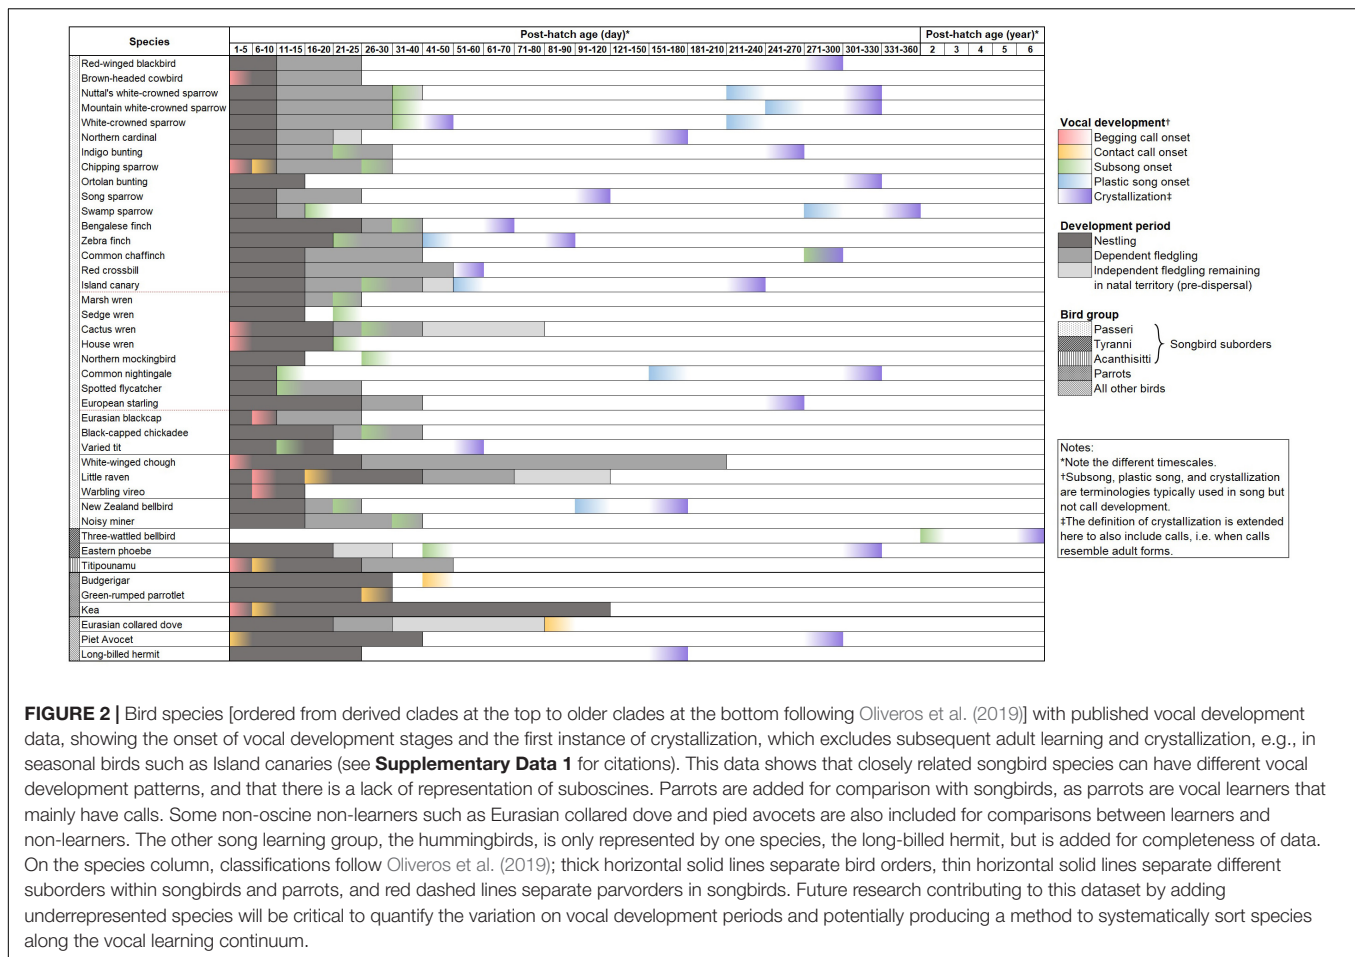 Species
Post-hatch age (day)*
Post-hatch age (year)*
1-5 6-10 11-15 16-20 21-25 26-30 31-40 41-50 51-60 61-70 71-80 81-90 91-120 121-150 151-180 181-210 211-240 241-270 271-300 301-330 331-360 2 3 4 5 6
Red-winged blackbird
Brown-headed cowbird
Nuttal's white-crowned sparrow
Mountain white-crowned sparrow
White-crowned sparrow
Northern cardinal
Indigo bunting
Chipping sparrow
Ortolan bunting
Song sparrow
Swamp sparrow
Bengalese finch
Zebra finch
Common chaffinch
Red crossbill
Island canary
Marsh wren
Sedge wren
Cactus wren
House wren
Northern mockingbird
Common nightingale
Spotted flycatcher
European starling
Eurasian blackcap
Black-capped chickadee
Varied tit
White-winged chough
Little raven
Warbling vireo
New Zealand bellbird
Noisy miner
Three-wattled bellbird
Eastern phoebe
Titipounamu
Budgerigar
Green-rumped parrotlet
Kea
Eurasian collared dove
Piet Avocet
Long-billed hermit
Vocal development†
Begging call onset
Contact call onset
Subsong onset
Plastic song onset
Crystallization‡
Development period
Nestling
Dependent fledgling
Independent fledgling remaining
in natal territory (pre-dispersal)
Bird group
Passeri
Tyranni
Acanthisitti
Songbird suborders
Parrots
All other birds
Notes:
*Note the different timescales.
†Subsong, plastic song, and crystallization
are terminologies typically used in song but
not call development.
‡The definition of crystallization is extended
here to also include calls, i.e. when calls
resemble adult forms.
FIGURE 2 | Bird species [ordered from derived clades at the top to older clades at the bottom following Oliveros et al. (2019)] with published vocal development
data, showing the onset of vocal development stages and the first instance of crystallization, which excludes subsequent adult learning and crystallization, e.g., in
seasonal birds such as Island canaries (see Supplementary Data 1 for citations). This data shows that closely related songbird species can have different vocal
development patterns, and that there is a lack of representation of suboscines. Parrots are added for comparison with songbirds, as parrots are vocal learners that
mainly have calls. Some non-oscine non-learners such as Eurasian collared dove and pied avocets are also included for comparisons between learners and
non-learners. The other song learning group, the hummingbirds, is only represented by one species, the long-billed hermit, but is added for completeness of data.
On the species column, classifications follow Oliveros et al. (2019); thick horizontal solid lines separate bird orders, thin horizontal solid lines separate different
suborders within songbirds and parrots, and red dashed lines separate parvorders in songbirds. Future research contributing to this dataset by adding
underrepresented species will be critical to quantify the variation on vocal development periods and potentially producing a method to systematically sort species
along the vocal learning continuum.